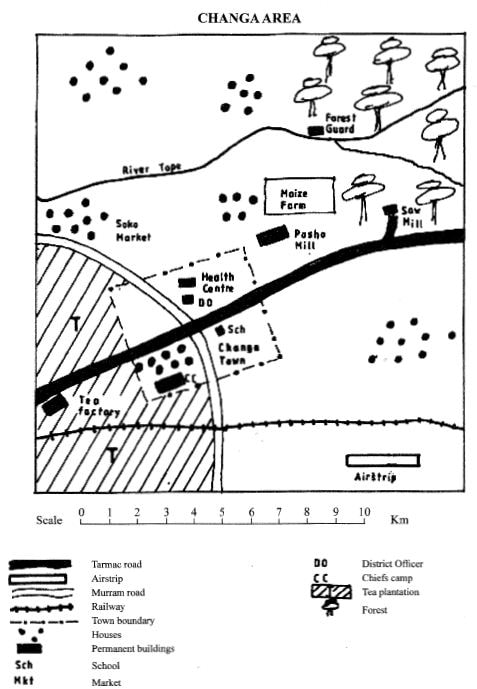 CHANGA AREA
Forest
Guard
River Tope
Maize
Farm
Saw
Mill
Soko
Market
Posho
Mill
Health
Centre
DO
T
Sch
Changa
Town
CC
Tea
factory
T
Airstrip
Scale 0 1 2 3 4 5 6 7 8 9 10 Km
Tarmac road
Airstrip
Murram road
Railway
Town boundary
Houses
Permanent buildings
Sch School
Mkt Market
DO District Officer
CC Chiefs camp
Tea plantation
Forest